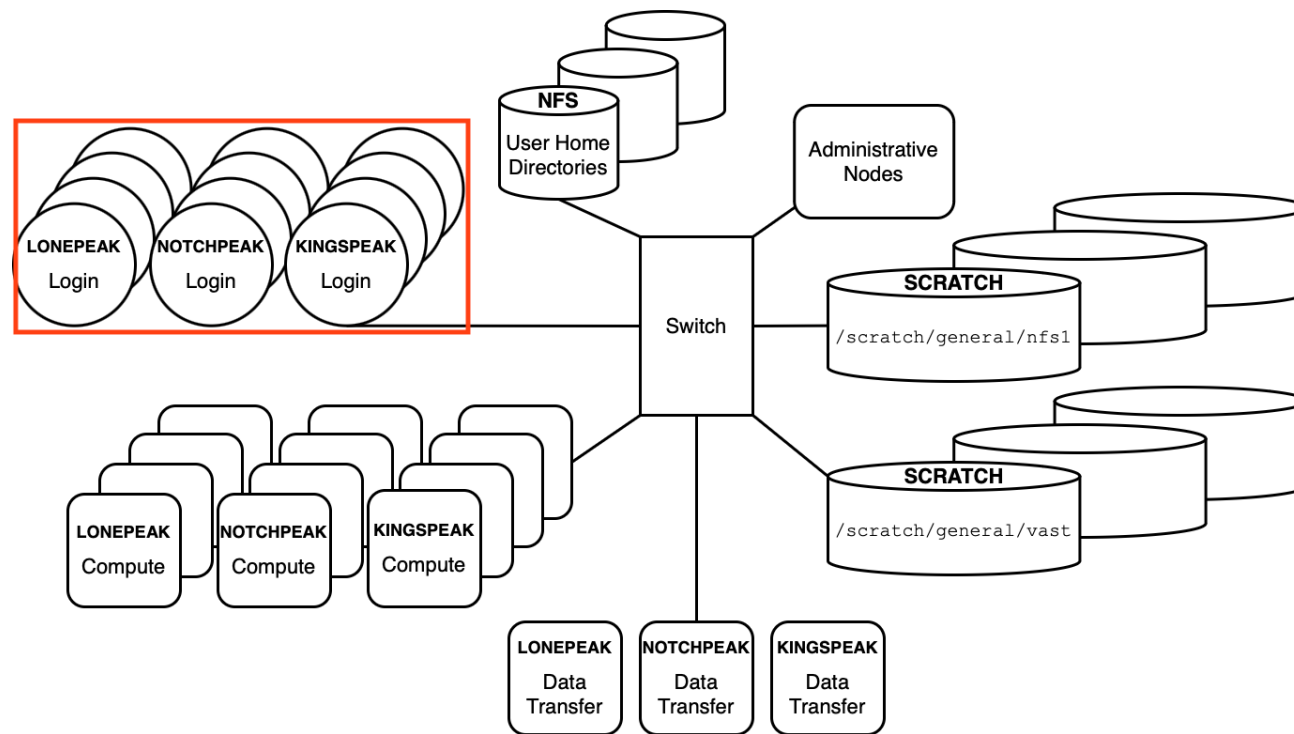 NFS
User Home
Directories
Administrative
Nodes
LONEPEAK
Login
NOTCHPEAK
Login
KINGSPEAK
Login
Switch
SCRATCH
/scratch/general/nfs1
SCRATCH
/scratch/general/vast
LONEPEAK
Compute
NOTCHPEAK
Compute
KINGSPEAK
Compute
LONEPEAK
Data
Transfer
NOTCHPEAK
Data
Transfer
KINGSPEAK
Data
Transfer